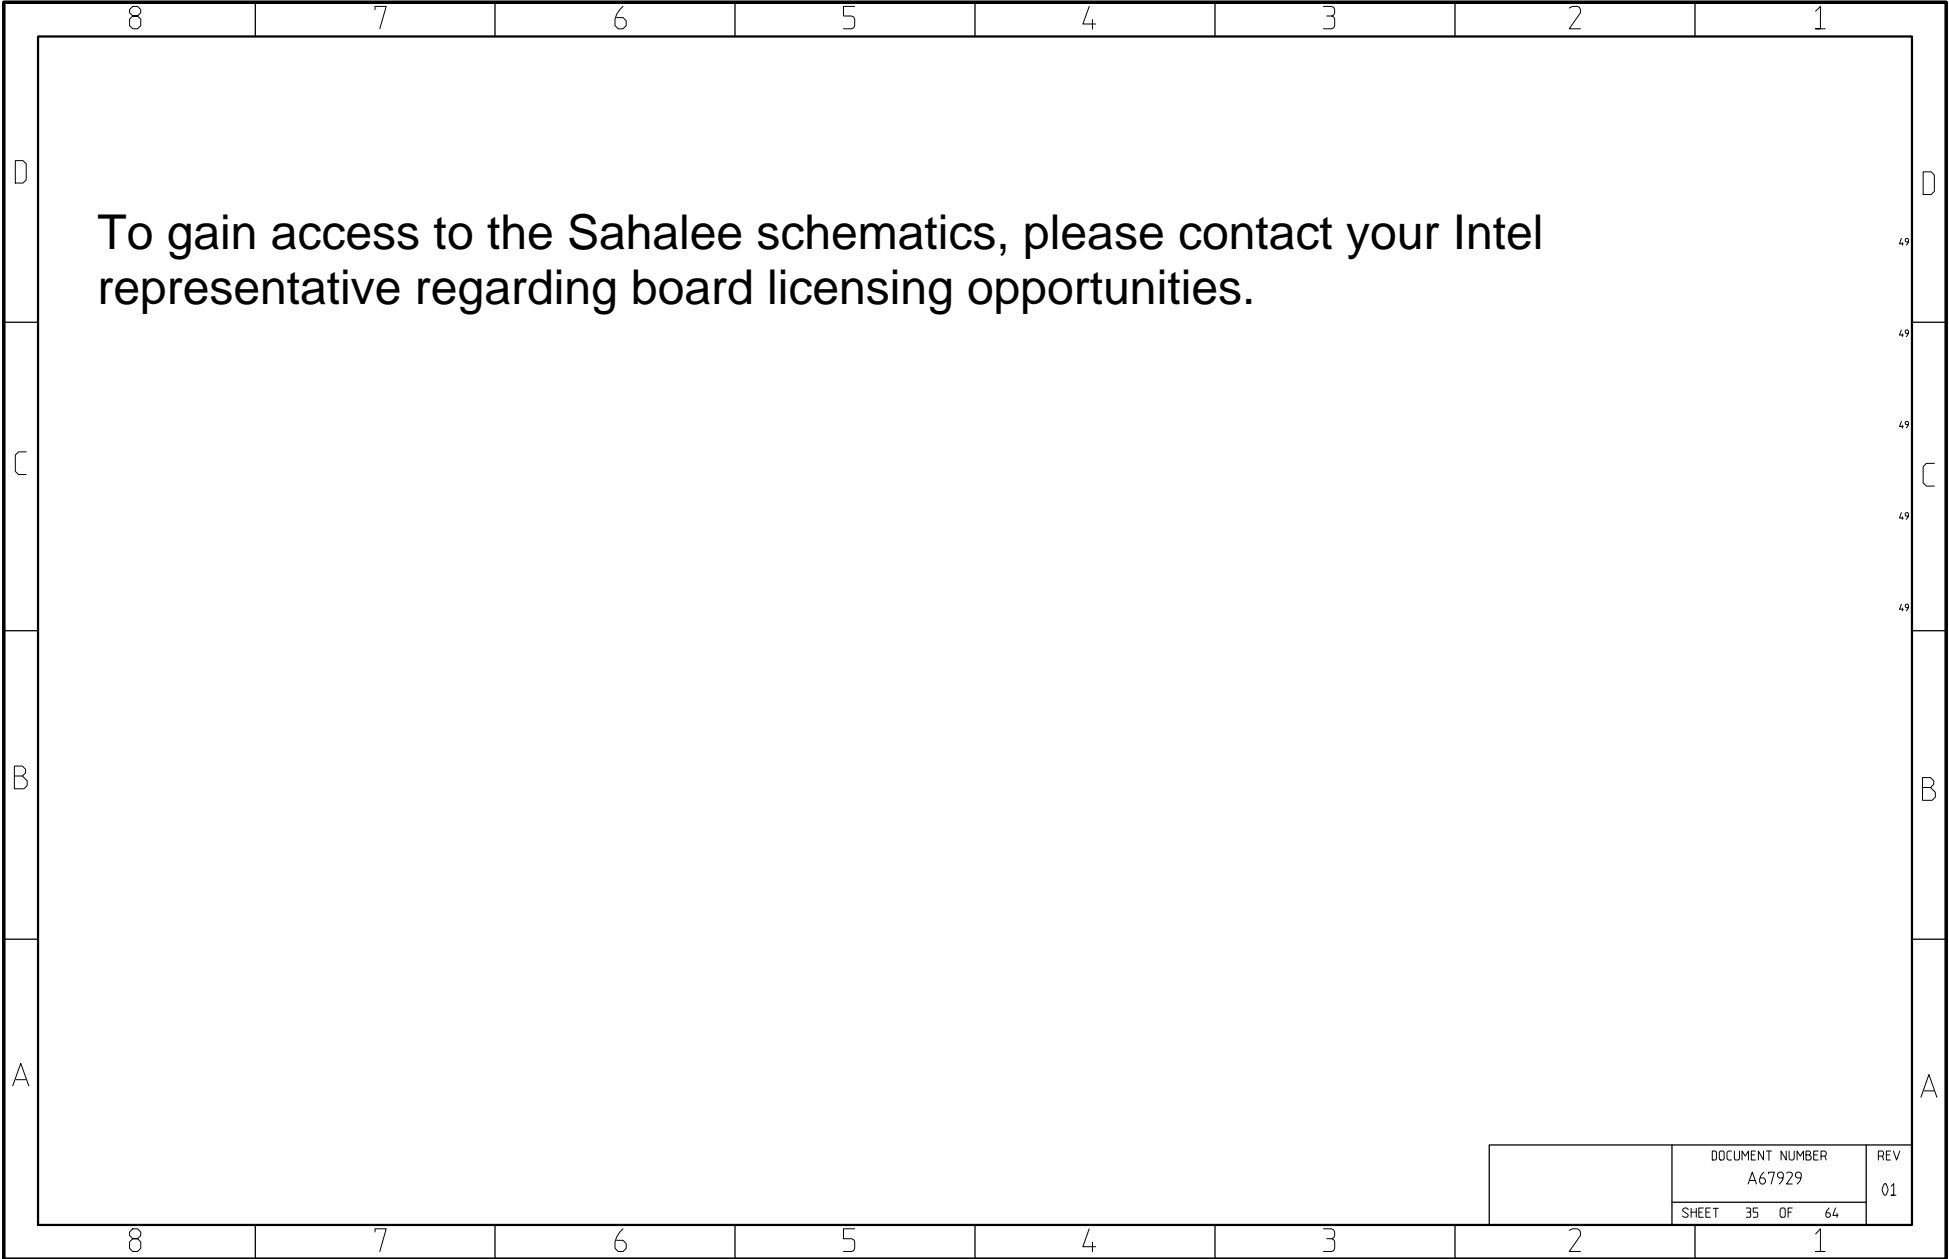 8 7 6 5 4 3 2 1
D
D
To gain access to the Sahalee schematics, please contact your Intel
49
representative regarding board licensing opportunities.
49
49
C
C
49
49
B
B
A
A
DOCUMENT NUMBER
REV
A67929
01
SHEET 35 OF 64
8 7 6 5 4 3 2 1